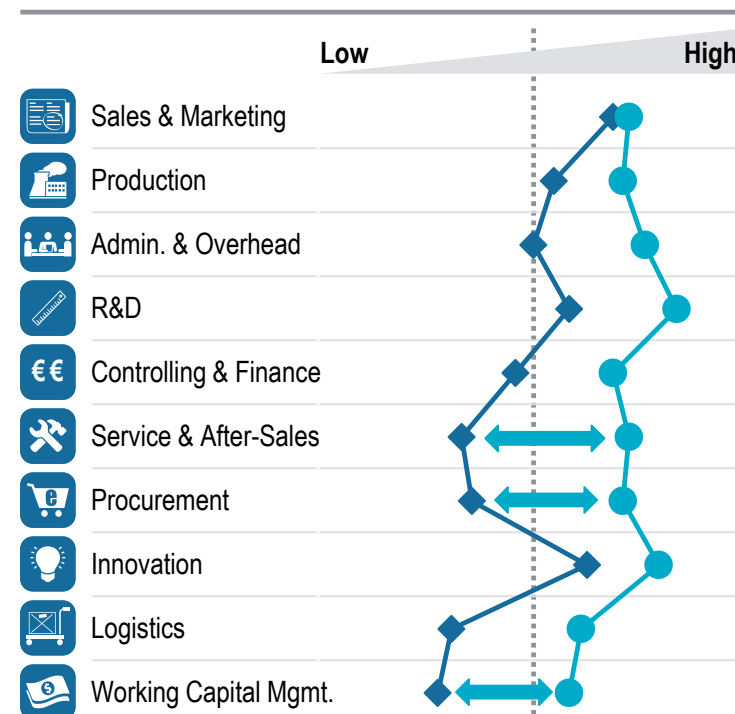 Low High
Sales & Marketing
Production
Admin. & Overhead
R&D
€€
Controlling & Finance
Service & After-Sales
e
Procurement
Innovation
Logistics
Working Capital Mgmt.